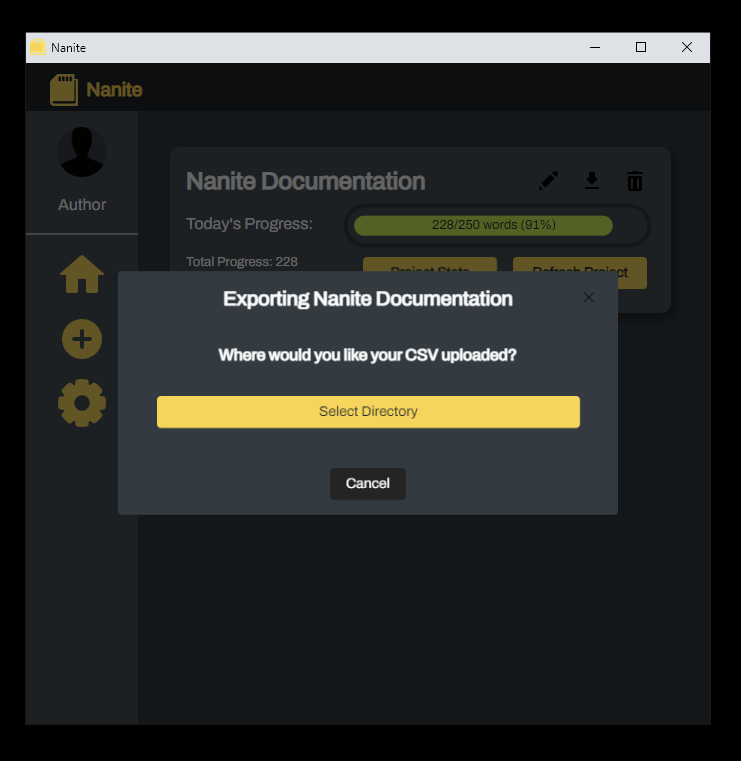 Nanite
Nanite
Author
Nanite Documentation
Today's Progress:
228/250 words (91%)
Total Progress: 228
Project Stats
Refresh Project
Exporting Nanite Documentation
Where would you like your CSV uploaded?
Select Directory
Cancel